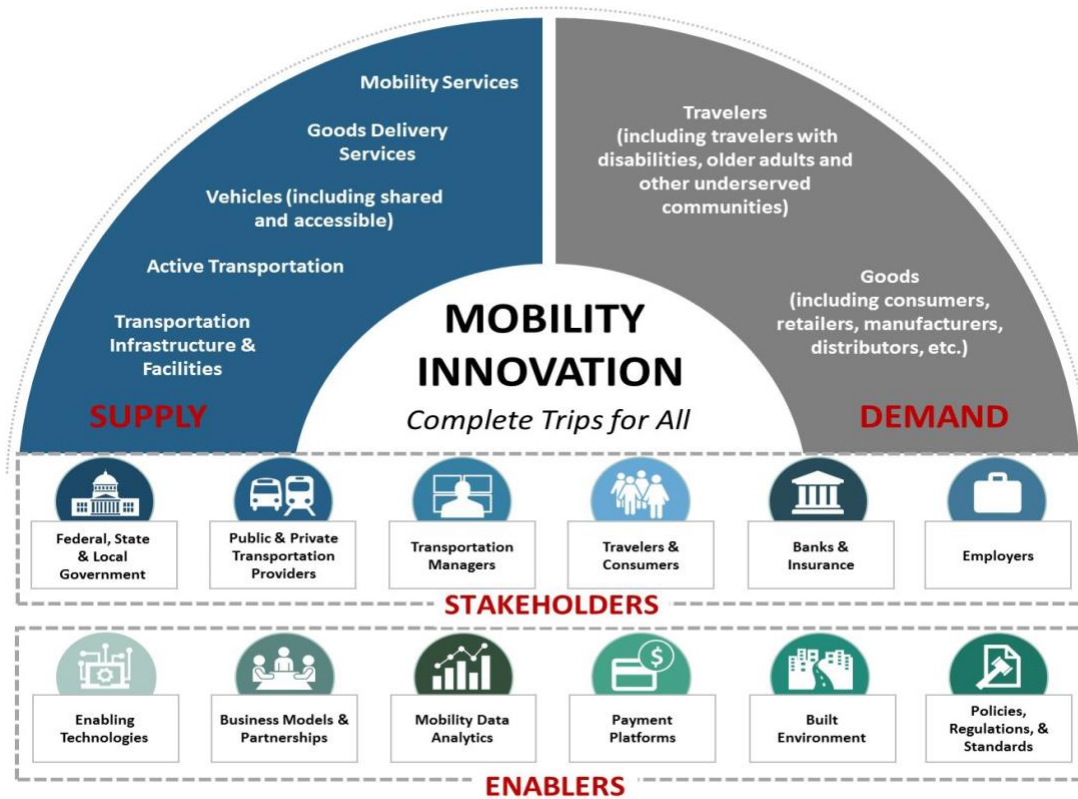 Mobility Services
Goods Delivery
Services
Vehicles (including shared
and accessible)
Active Transportation
Transportation
Infrastructure &
Facilities
SUPPLY
Travelers
(including travelers with
disabilities, older adults and
other underserved
communities)
Goods
(including consumers,
retailers, manufacturers,
distributors, etc.)
DEMAND
MOBILITY
INNOVATION
Complete Trips for All
Federal, State
& Local
Government
Public & Private
Transportation
Providers
Transportation
Managers
Travelers &
Consumers
Banks &
Insurance
Employers
STAKEHOLDERS
Enabling
Technologies
Business Models &
Partnerships
Mobility Data
Analytics
$
Payment
Platforms
Built
Environment
Policies,
Regulations, &
Standards
ENABLERS